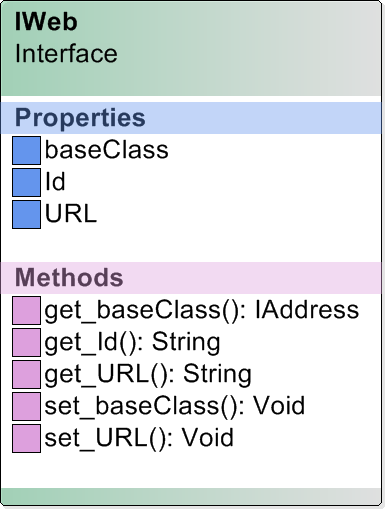 IWeb
Interface
Properties
baseClass
Id
URL
Methods
get_baseClass(): IAddress
get_Id(): String
get_URL(): String
set_baseClass(): Void
set_URL(): Void